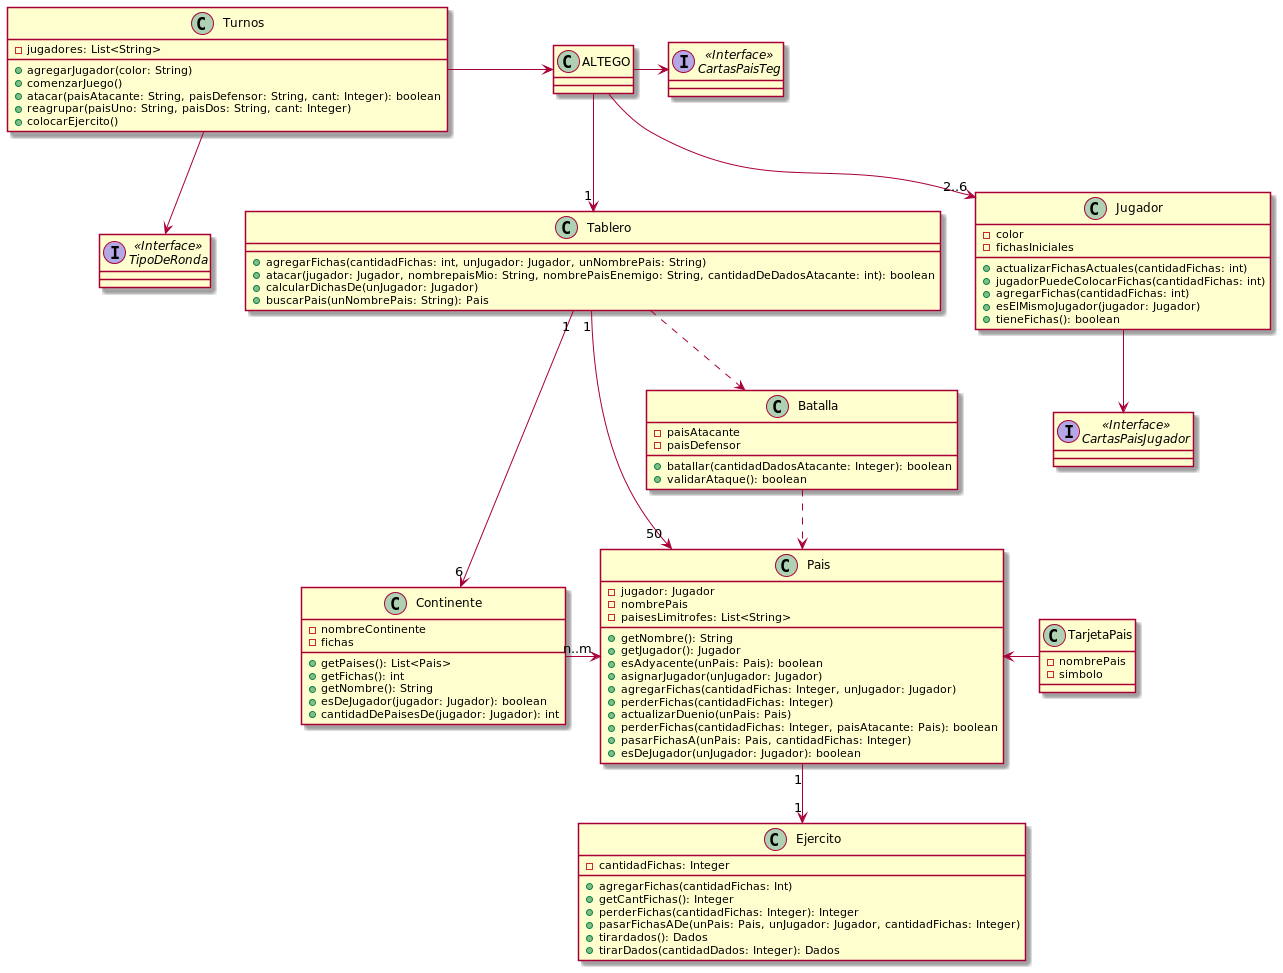 C Turnos
jugadores: List<String>
agregarJugador(color: String)
comenzarJuego()
atacar(paisAtacante: String, paisDefensor: String, cant: Integer): boolean
reagrupar(paisUno: String, paisDos: String, cant: Integer)
colocarEjercito()
C ALTEGO
I «Interface»
CartasPaisTeg
1
2..6
I «Interface»
TipoDeRonda
C Tablero
agregarFichas(cantidadFichas: int, unJugador: Jugador, unNombrePais: String)
atacar(jugador: Jugador, nombrepaisMio: String, nombrePaisEnemigo: String, cantidadDeDadosAtacante: int): boolean
calcularDichasDe(unJugador: Jugador)
buscarPais(unNombrePais: String): Pais
C Jugador
color
fichasIniciales
actualizarFichasActuales(cantidadFichas: int)
jugadorPuedeColocarFichas(cantidadFichas: int)
agregarFichas(cantidadFichas: int)
esElMismoJugador(jugador: Jugador)
tieneFichas(): boolean
1
1
C Batalla
paisAtacante
paisDefensor
batallar(cantidadDadosAtacante: Integer): boolean
validarAtaque(): boolean
I «Interface»
CartasPaisJugador
50
6
C Continente
nombreContinente
fichas
getPaises(): List<Pais>
getFichas(): int
getNombre(): String
esDeJugador(jugador: Jugador): boolean
cantidadDePaisesDe(jugador: Jugador): int
n..m
C Pais
jugador: Jugador
nombrePais
paisesLimitrofes: List<String>
getNombre(): String
getJugador(): Jugador
esAdyacente(unPais: Pais): boolean
asignarJugador(unJugador: Jugador)
agregarFichas(cantidadFichas: Integer, unJugador: Jugador)
perderFichas(cantidadFichas: Integer)
actualizarDuenio(unPais: Pais)
perderFichas(cantidadFichas: Integer, paisAtacante: Pais): boolean
pasarFichasA(unPais: Pais, cantidadFichas: Integer)
esDeJugador(unJugador: Jugador): boolean
C TarjetaPais
nombrePais
simbolo
1
1
C Ejercito
cantidadFichas: Integer
agregarFichas(cantidadFichas: Int)
getCantFichas(): Integer
perderFichas(cantidadFichas: Integer): Integer
pasarFichasADe(unPais: Pais, unJugador: Jugador, cantidadFichas: Integer)
tirardados(): Dados
tirarDados(cantidadDados: Integer): Dados